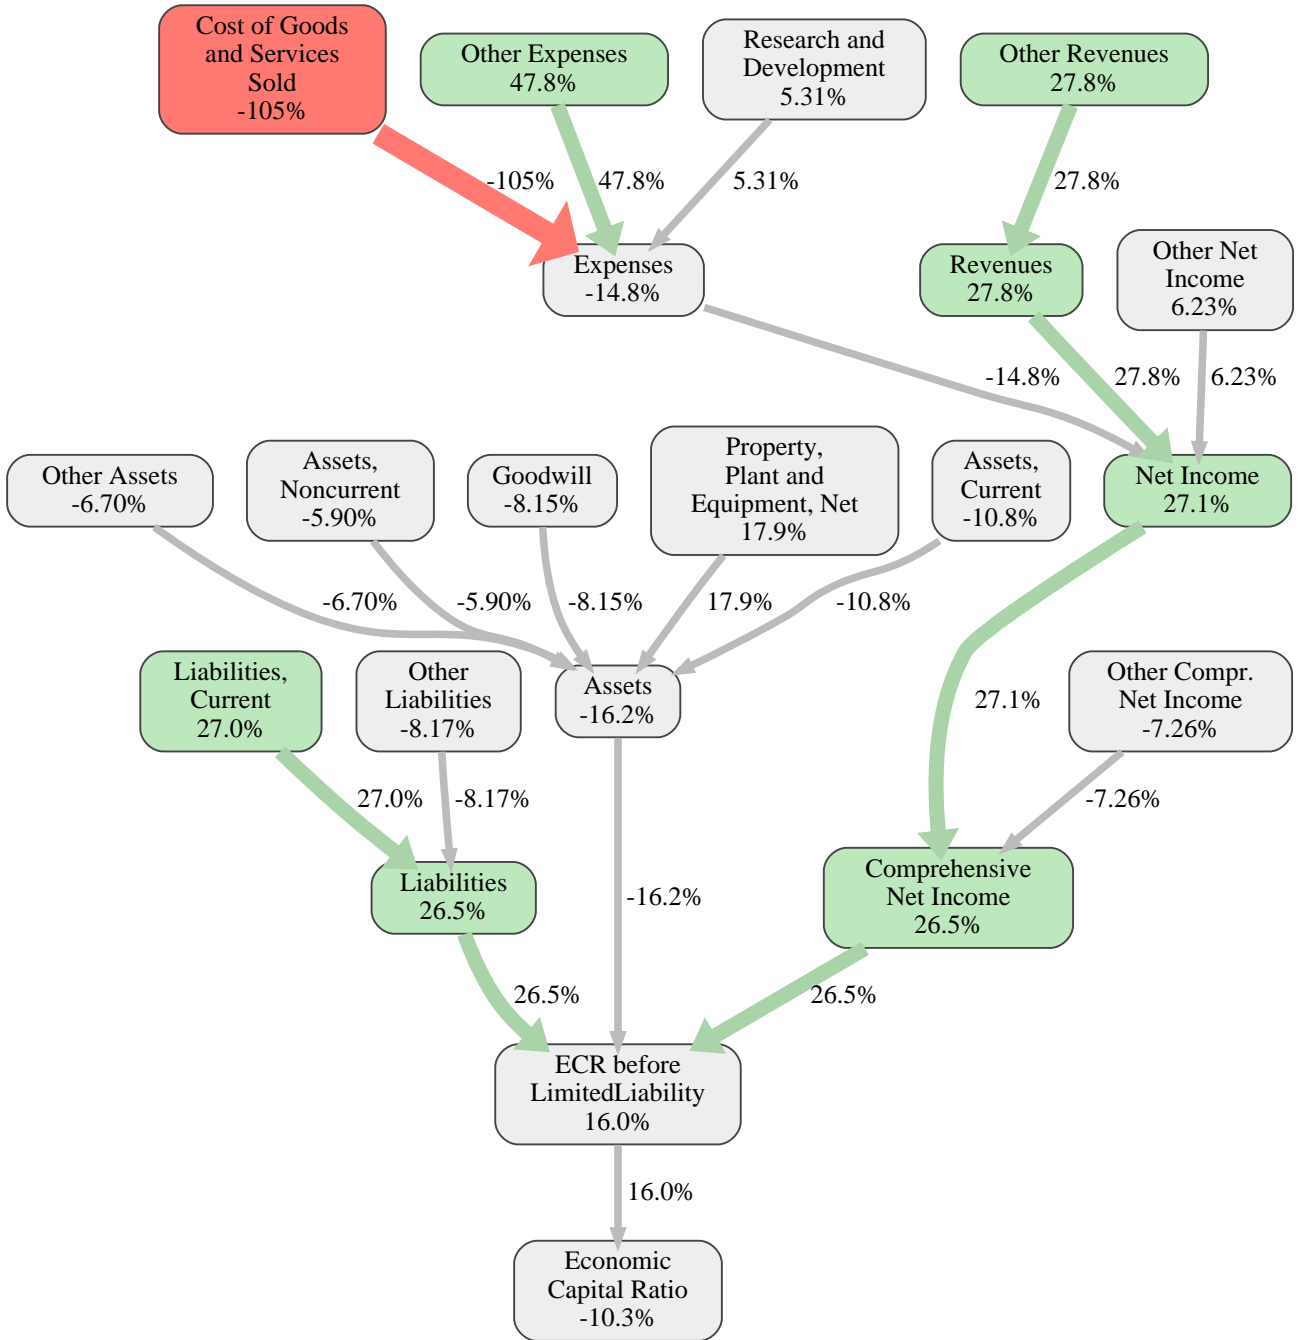 Cost of Goods
and Services
Sold
-105%
Other Expenses
47.8%
Research and
Development
5.31%
Other Revenues
27.8%
-105%
47.8%
5.31%
27.8%
Expenses
-14.8%
Revenues
27.8%
Other Net
Income
6.23%
-14.8%
27.8%
6.23%
Other Assets
-6.70%
Assets,
Noncurrent
-5.90%
Goodwill
-8.15%
Property,
Plant and
Equipment, Net
17.9%
Assets,
Current
-10.8%
Net Income
27.1%
-6.70%
-5.90%
-8.15%
17.9%
-10.8%
Liabilities,
Current
27.0%
Other
Liabilities
-8.17%
Assets
-16.2%
27.1%
Other Compr.
Net Income
-7.26%
27.0%
-8.17%
-7.26%
Liabilities
26.5%
-16.2%
Comprehensive
Net Income
26.5%
26.5%
26.5%
ECR before
LimitedLiability
16.0%
16.0%
Economic
Capital Ratio
-10.3%